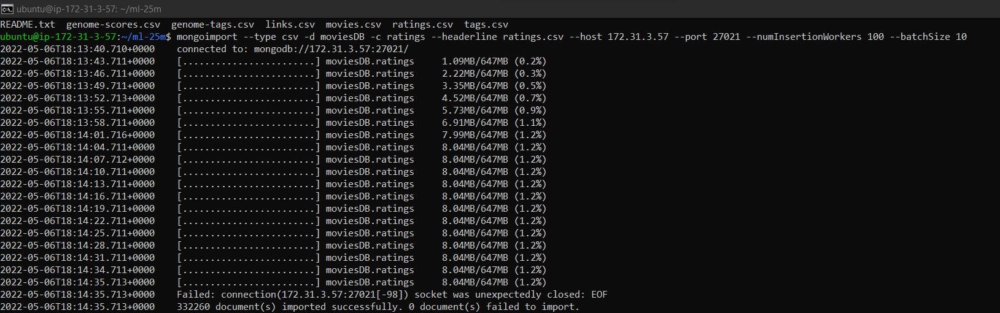 ubuntu@ip-172-31-3-57: ~/ml-25m
README.txt  genome-scores.csv  genome-tags.csv  links.csv  movies.csv  ratings.csv  tags.csv
ubuntu@ip-172-31-3-57:~/ml-25m$ mongoimport --type csv -d moviesDB -c ratings --headerline ratings.csv --host 172.31.3.57 --port 27021 --numInsertionWorkers 100 --batchSize 10
2022-05-06T18:13:40.710+0000    connected to: mongodb://172.31.3.57:27021/
2022-05-06T18:13:43.711+0000    [........................] moviesDB.ratings     1.09MB/647MB (0.2%)
2022-05-06T18:13:46.711+0000    [........................] moviesDB.ratings     2.22MB/647MB (0.3%)
2022-05-06T18:13:49.711+0000    [........................] moviesDB.ratings     3.35MB/647MB (0.5%)
2022-05-06T18:13:52.713+0000    [........................] moviesDB.ratings     4.52MB/647MB (0.7%)
2022-05-06T18:13:55.711+0000    [........................] moviesDB.ratings     5.73MB/647MB (0.9%)
2022-05-06T18:13:58.711+0000    [........................] moviesDB.ratings     6.91MB/647MB (1.1%)
2022-05-06T18:14:01.716+0000    [........................] moviesDB.ratings     7.99MB/647MB (1.2%)
2022-05-06T18:14:04.711+0000    [........................] moviesDB.ratings     8.04MB/647MB (1.2%)
2022-05-06T18:14:07.712+0000    [........................] moviesDB.ratings     8.04MB/647MB (1.2%)
2022-05-06T18:14:10.711+0000    [........................] moviesDB.ratings     8.04MB/647MB (1.2%)
2022-05-06T18:14:13.711+0000    [........................] moviesDB.ratings     8.04MB/647MB (1.2%)
2022-05-06T18:14:16.711+0000    [........................] moviesDB.ratings     8.04MB/647MB (1.2%)
2022-05-06T18:14:19.711+0000    [........................] moviesDB.ratings     8.04MB/647MB (1.2%)
2022-05-06T18:14:22.711+0000    [........................] moviesDB.ratings     8.04MB/647MB (1.2%)
2022-05-06T18:14:25.711+0000    [........................] moviesDB.ratings     8.04MB/647MB (1.2%)
2022-05-06T18:14:28.711+0000    [........................] moviesDB.ratings     8.04MB/647MB (1.2%)
2022-05-06T18:14:31.711+0000    [........................] moviesDB.ratings     8.04MB/647MB (1.2%)
2022-05-06T18:14:34.711+0000    [........................] moviesDB.ratings     8.04MB/647MB (1.2%)
2022-05-06T18:14:35.713+0000    [........................] moviesDB.ratings     8.04MB/647MB (1.2%)
2022-05-06T18:14:35.713+0000    Failed: connection(172.31.3.57:27021[-98]) socket was unexpectedly closed: EOF
2022-05-06T18:14:35.713+0000    332260 document(s) imported successfully. 0 document(s) failed to import.